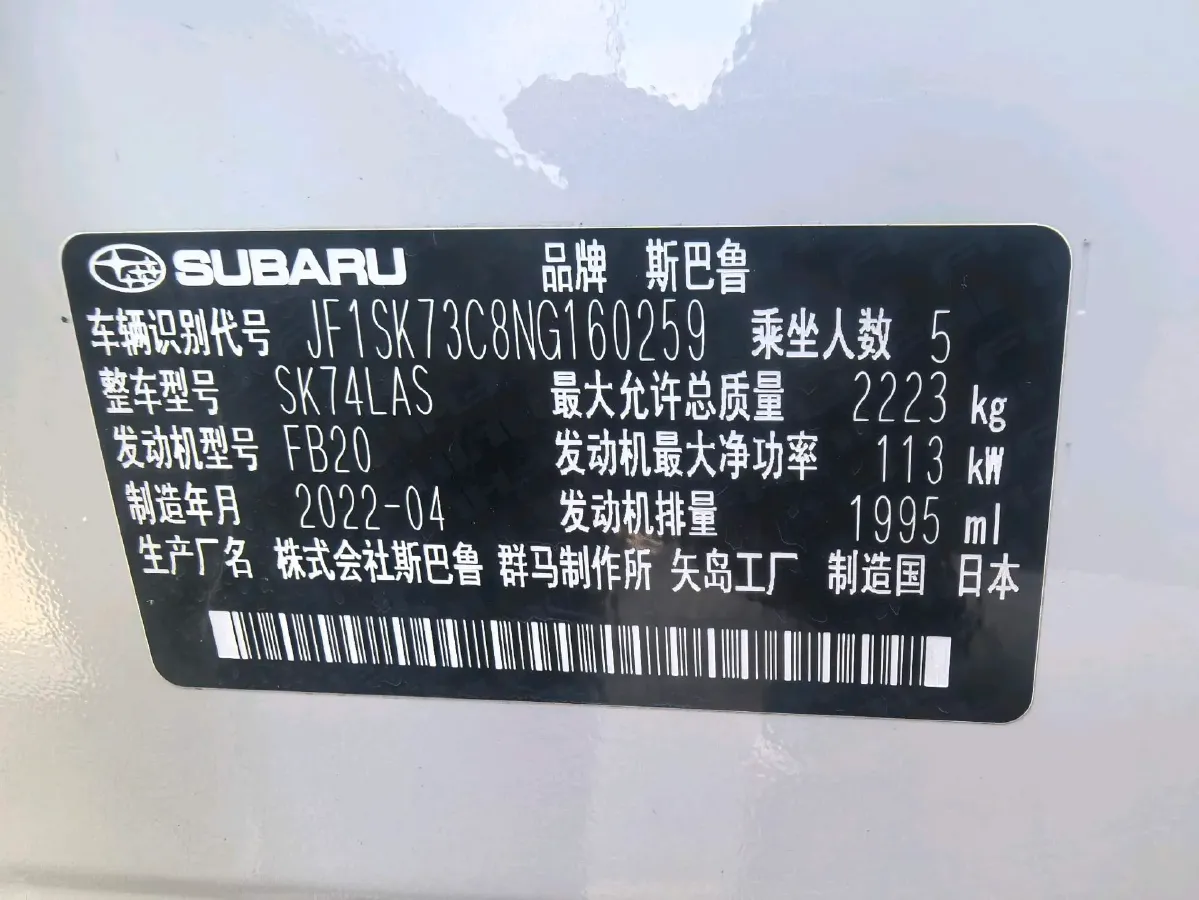 SUBARU 品牌 斯巴鲁
车辆识别代号 JF1SK73C8NG160259 乘坐人数 5
整车型号 SK74LAS 最大允许总质量 2223 kg
发动机型号 FB20 发动机最大净功率 113 kW
制造年月 2022-04 发动机排量 1995 ml
生产厂名 株式会社斯巴鲁 群马制作所 矢岛工厂 制造国 日本